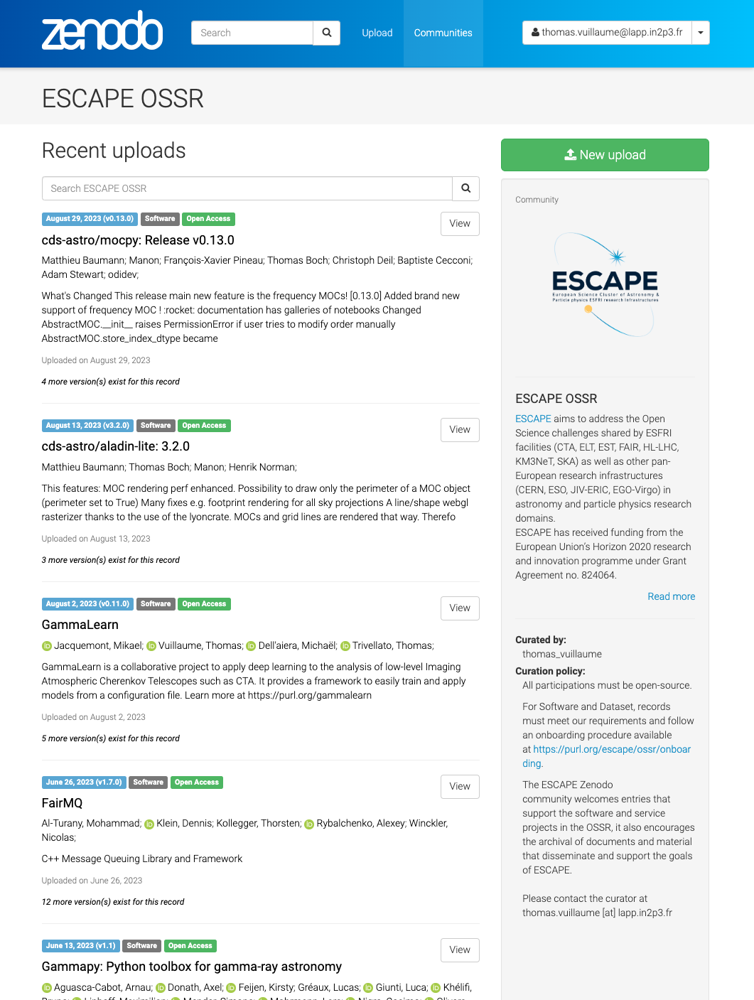 zenodo
Search
Upload
Communities
thomas.vuillaume@lapp.in2p3.fr
ESCAPE OSSR
Recent uploads
Search ESCAPE OSSR
August 29, 2023 (v0.13.0) Software Open Access
View
cds-astro/mocpy: Release v0.13.0
Matthieu Baumann; Manon; François-Xavier Pineau; Thomas Boch; Christoph Deil; Baptiste Cecconi;
Adam Stewart; odidev;
What's Changed This release main new feature is the frequency MOCs! [0.13.0] Added brand new
support of frequency MOC ! :rocket: documentation has galleries of notebooks Changed
AbstractMOC.__init__ raises PermissionError if user tries to modify order manually
AbstractMOC.store_index_dtype became
Uploaded on August 29, 2023
4 more version(s) exist for this record
August 13, 2023 (v3.2.0) Software Open Access
View
cds-astro/aladin-lite: 3.2.0
Matthieu Baumann; Thomas Boch; Manon; Henrik Norman;
This features: MOC rendering perf enhanced. Possibility to draw only the perimeter of a MOC object
(perimeter set to True) Many fixes e.g. footprint rendering for all sky projections A line/shape webgl
rasterizer thanks to the use of the lyoncrate. MOCs and grid lines are rendered that way. Therefo
Uploaded on August 13, 2023
3 more version(s) exist for this record
August 2, 2023 (v0.11.0) Software Open Access
View
GammaLearn
iD Jacquemont, Mikael; iD Vuillaume, Thomas; iD Dell'aiera, Michaël; iD Trivellato, Thomas;
GammaLearn is a collaborative project to apply deep learning to the analysis of low-level Imaging
Atmospheric Cherenkov Telescopes such as CTA. It provides a framework to easily train and apply
models from a configuration file. Learn more at https://purl.org/gammalearn
Uploaded on August 2, 2023
5 more version(s) exist for this record
June 26, 2023 (v1.7.0) Software Open Access
View
FairMQ
Al-Turany, Mohammad; iD Klein, Dennis; Kollegger, Thorsten; iD Rybalchenko, Alexey; Winckler,
Nicolas;
C++ Message Queuing Library and Framework
Uploaded on June 26, 2023
12 more version(s) exist for this record
June 13, 2023 (v1.1) Software Open Access
View
Gammapy: Python toolbox for gamma-ray astronomy
iD Aguasca-Cabot, Arnau; iD Donath, Axel; iD Feijen, Kirsty; Gréaux, Lucas; iD Giunti, Luca; iD Khélifi,
New upload
Community
ESCAPE
European Science Cluster of Astronomy &
Particle physics ESFRI research Infrastructures
ESCAPE OSSR
ESCAPE aims to address the Open
Science challenges shared by ESFRI
facilities (CTA, ELT, EST, FAIR, HL-LHC,
KM3NeT, SKA) as well as other pan-
European research infrastructures
(CERN, ESO, JIV-ERIC, EGO-Virgo) in
astronomy and particle physics research
domains.
ESCAPE has received funding from the
European Union's Horizon 2020 research
and innovation programme under Grant
Agreement no. 824064.
Read more
Curated by:
thomas_vuillaume
Curation policy:
All participations must be open-source.
For Software and Dataset, records
must meet our requirements and follow
an onboarding procedure available
at https://purl.org/escape/ossr/onboar
ding.
The ESCAPE Zenodo
community welcomes entries that
support the software and service
projects in the OSSR, it also encourages
the archival of documents and material
that disseminate and support the goals
of ESCAPE.
Please contact the curator at
thomas.vuillaume [at] lapp.in2p3.fr